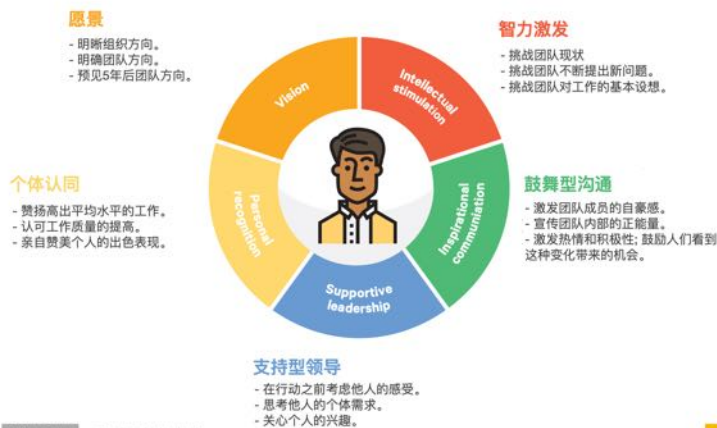 愿景
- 明晰组织方向。
- 明确团队方向。
- 预见5年后团队方向。
智力激发
- 挑战团队现状
- 挑战团队不断提出新问题。
- 挑战团队对工作的基本设想。
Vision
Intellectual
stimulation
个体认同
- 赞扬高出平均水平的工作。
- 认可工作质量的提高。
- 亲自赞美个人的出色表现。
Personal
recognition
Inspirational
communiation
鼓舞型沟通
- 激发团队成员的自豪感。
- 宣传团队内部的正能量。
- 激发热情和积极性; 鼓励人们看到
这种变化带来的机会。
Supportive
leadership
支持型领导
- 在行动之前考虑他人的感受。
- 思考他人的个体需求。
- 关心个人的兴趣。